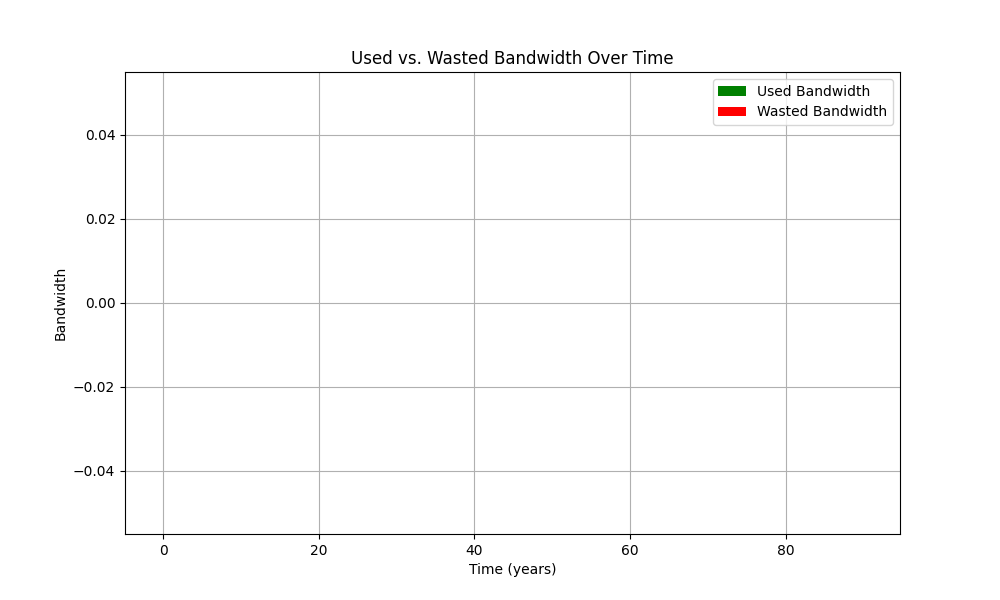 Used vs. Wasted Bandwidth Over Time
Used Bandwidth
Wasted Bandwidth
0.04
0.02
0.00
−0.02
−0.04
Bandwidth
0 20 40 60 80
Time (years)